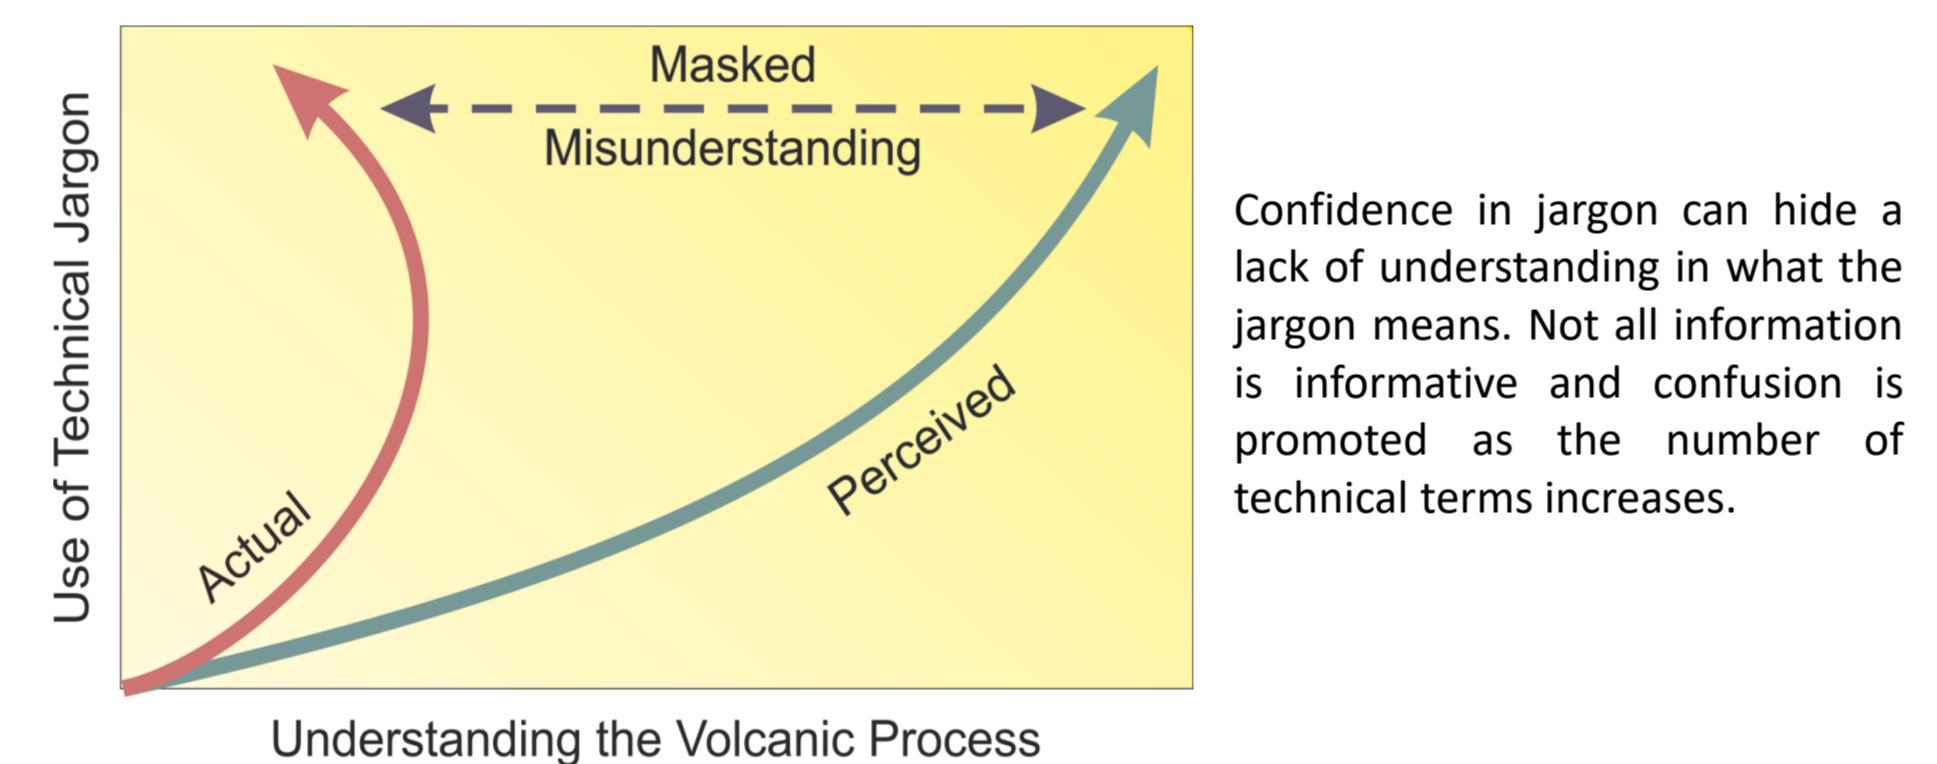 Masked
Misunderstanding
Use of Technical Jargon
Actual
Perceived
Understanding the Volcanic Process
Confidence in jargon can hide a
lack of understanding in what the
jargon means. Not all information
is informative and confusion is
promoted as the number of
technical terms increases.